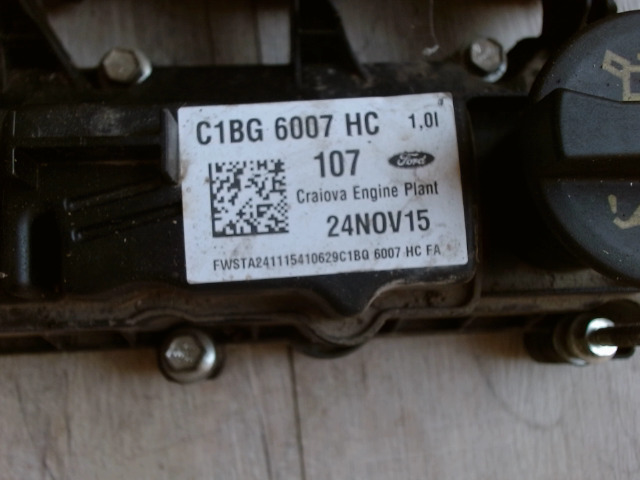 C1BG 6007 HC 1,0l
107 Ford
Craiova Engine Plant
24NOV15
FWSTA241115410629C1BG 6007 HC FA